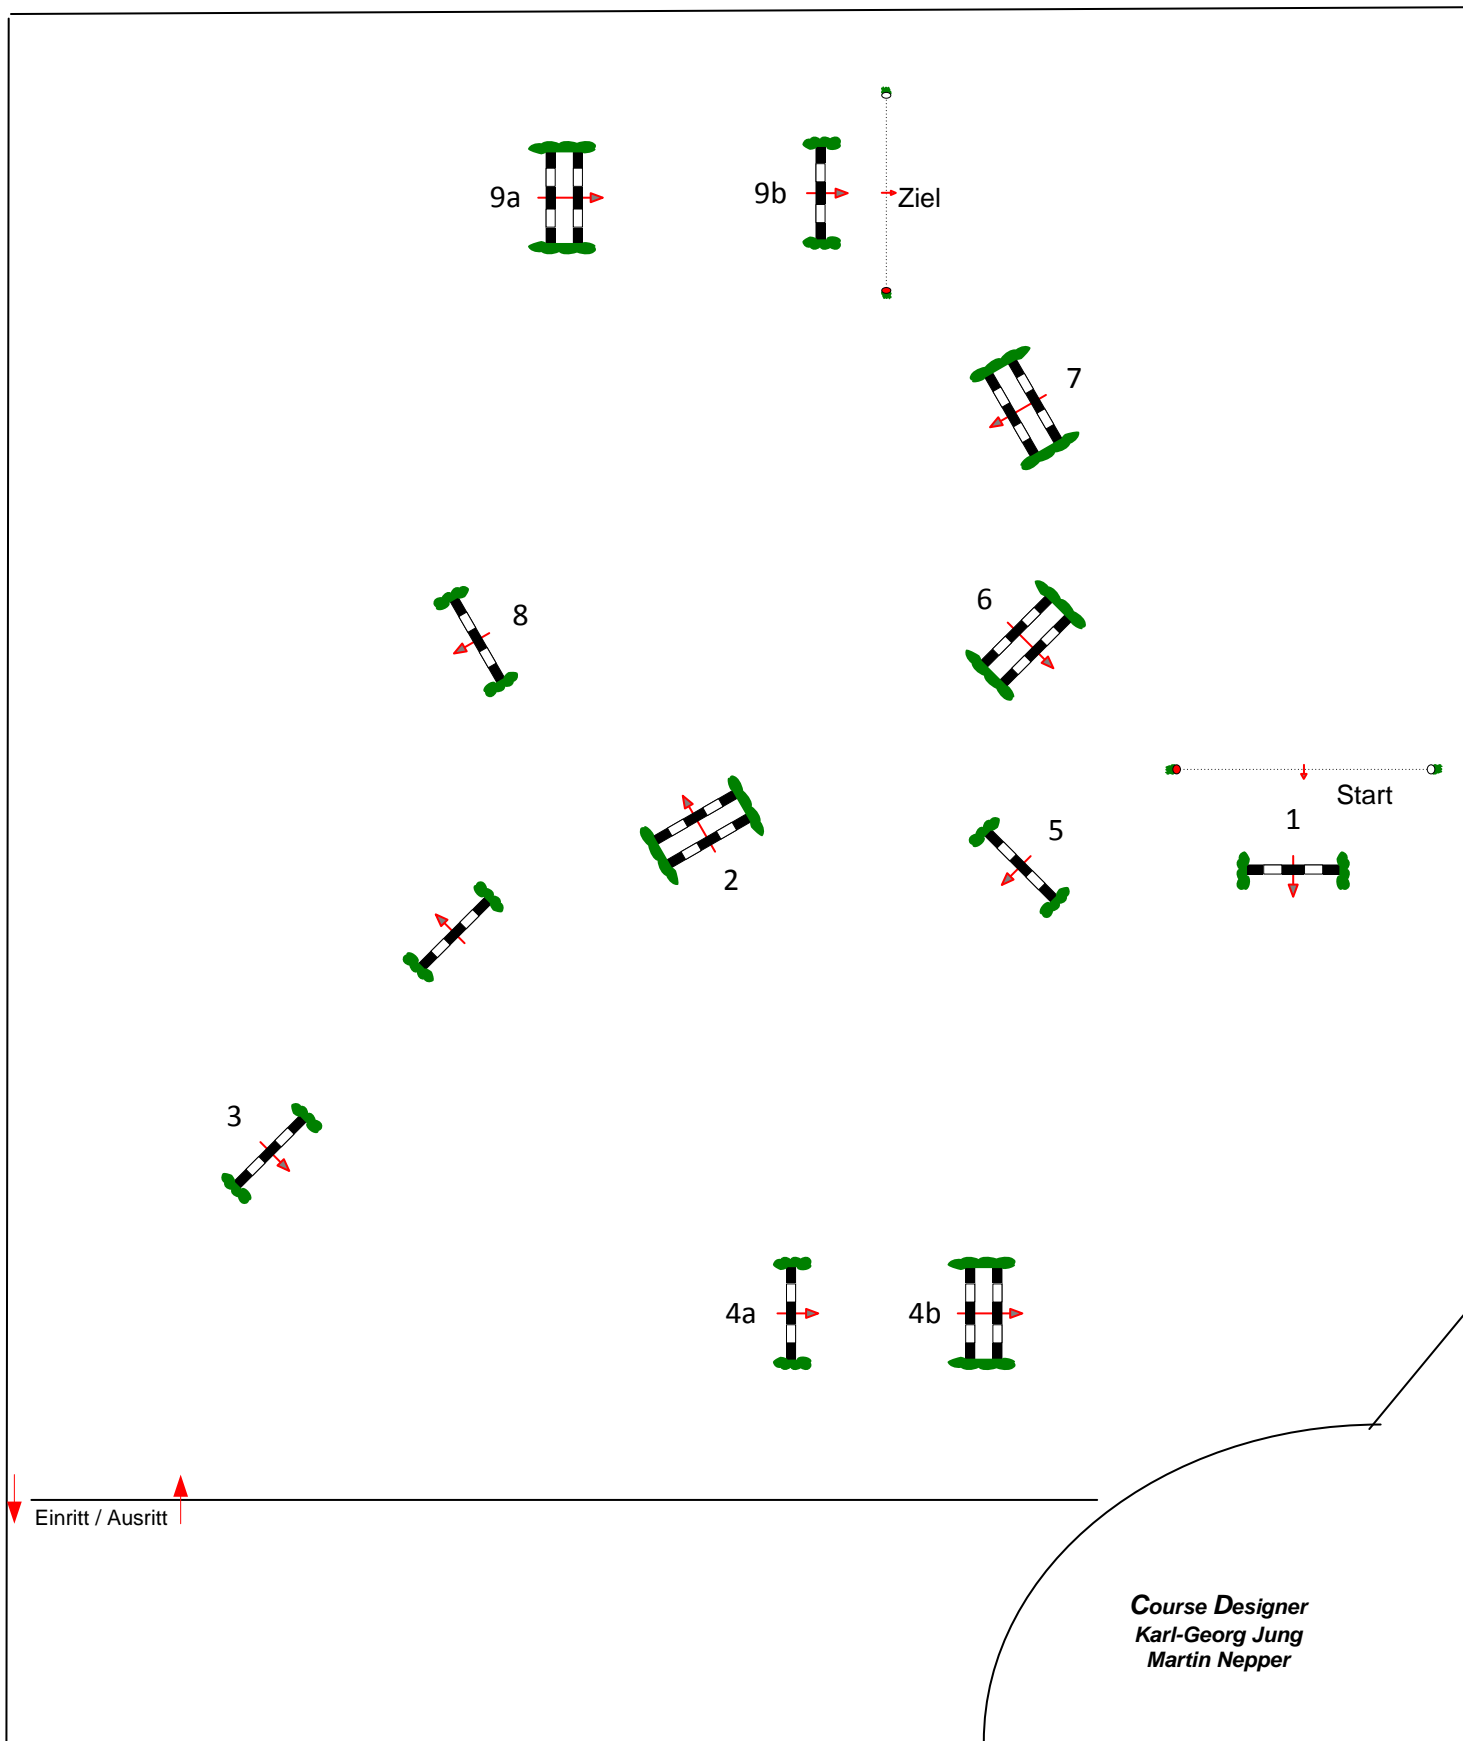 9a
9b
Ziel
7
6
8
Start
1
5
2
3
4a
4b
Einritt / Ausritt
Course Designer
Karl-Georg Jung
Martin Nepper